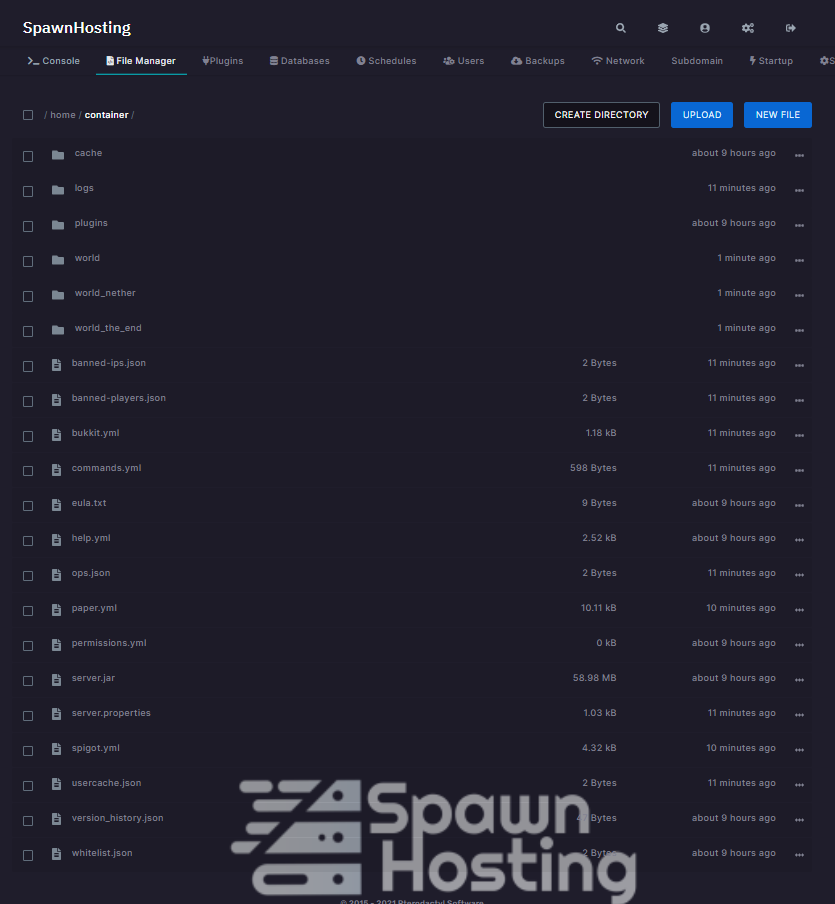 SpawnHosting
Console File Manager Plugins Databases Schedules Users Backups Network Subdomain Startup S
/ home / container / CREATE DIRECTORY UPLOAD NEW FILE
cache about 9 hours ago
logs 11 minutes ago
plugins about 9 hours ago
world 1 minute ago
world_nether 1 minute ago
world_the_end 1 minute ago
banned-ips.json 2 Bytes 11 minutes ago
banned-players.json 2 Bytes 11 minutes ago
bukkit.yml 1.18 kB 11 minutes ago
commands.yml 598 Bytes 11 minutes ago
eula.txt 9 Bytes about 9 hours ago
help.yml 2.52 kB about 9 hours ago
ops.json 2 Bytes 11 minutes ago
paper.yml 10.11 kB 10 minutes ago
permissions.yml 0 kB about 9 hours ago
server.jar 58.98 MB about 9 hours ago
server.properties 1.03 kB 11 minutes ago
spigot.yml 4.32 kB 10 minutes ago
usercache.json 2 Bytes 11 minutes ago
version_history.json Bytes about 9 hours ago
whitelist.json 2 Bytes about 9 hours ago
Spawn
Hosting
© 2015 - 2021 Pterodactyl Software